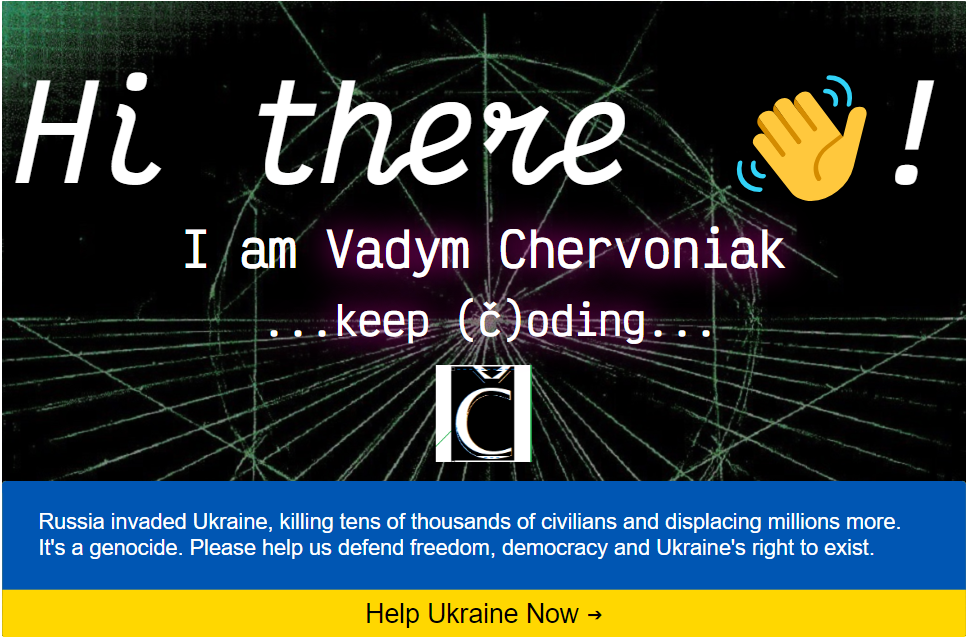 Hi there 👋!
I am Vadym Chervoniak
...keep (č)oding...
Č
Russia invaded Ukraine, killing tens of thousands of civilians and displacing millions more.
It's a genocide. Please help us defend freedom, democracy and Ukraine's right to exist.
Help Ukraine Now →